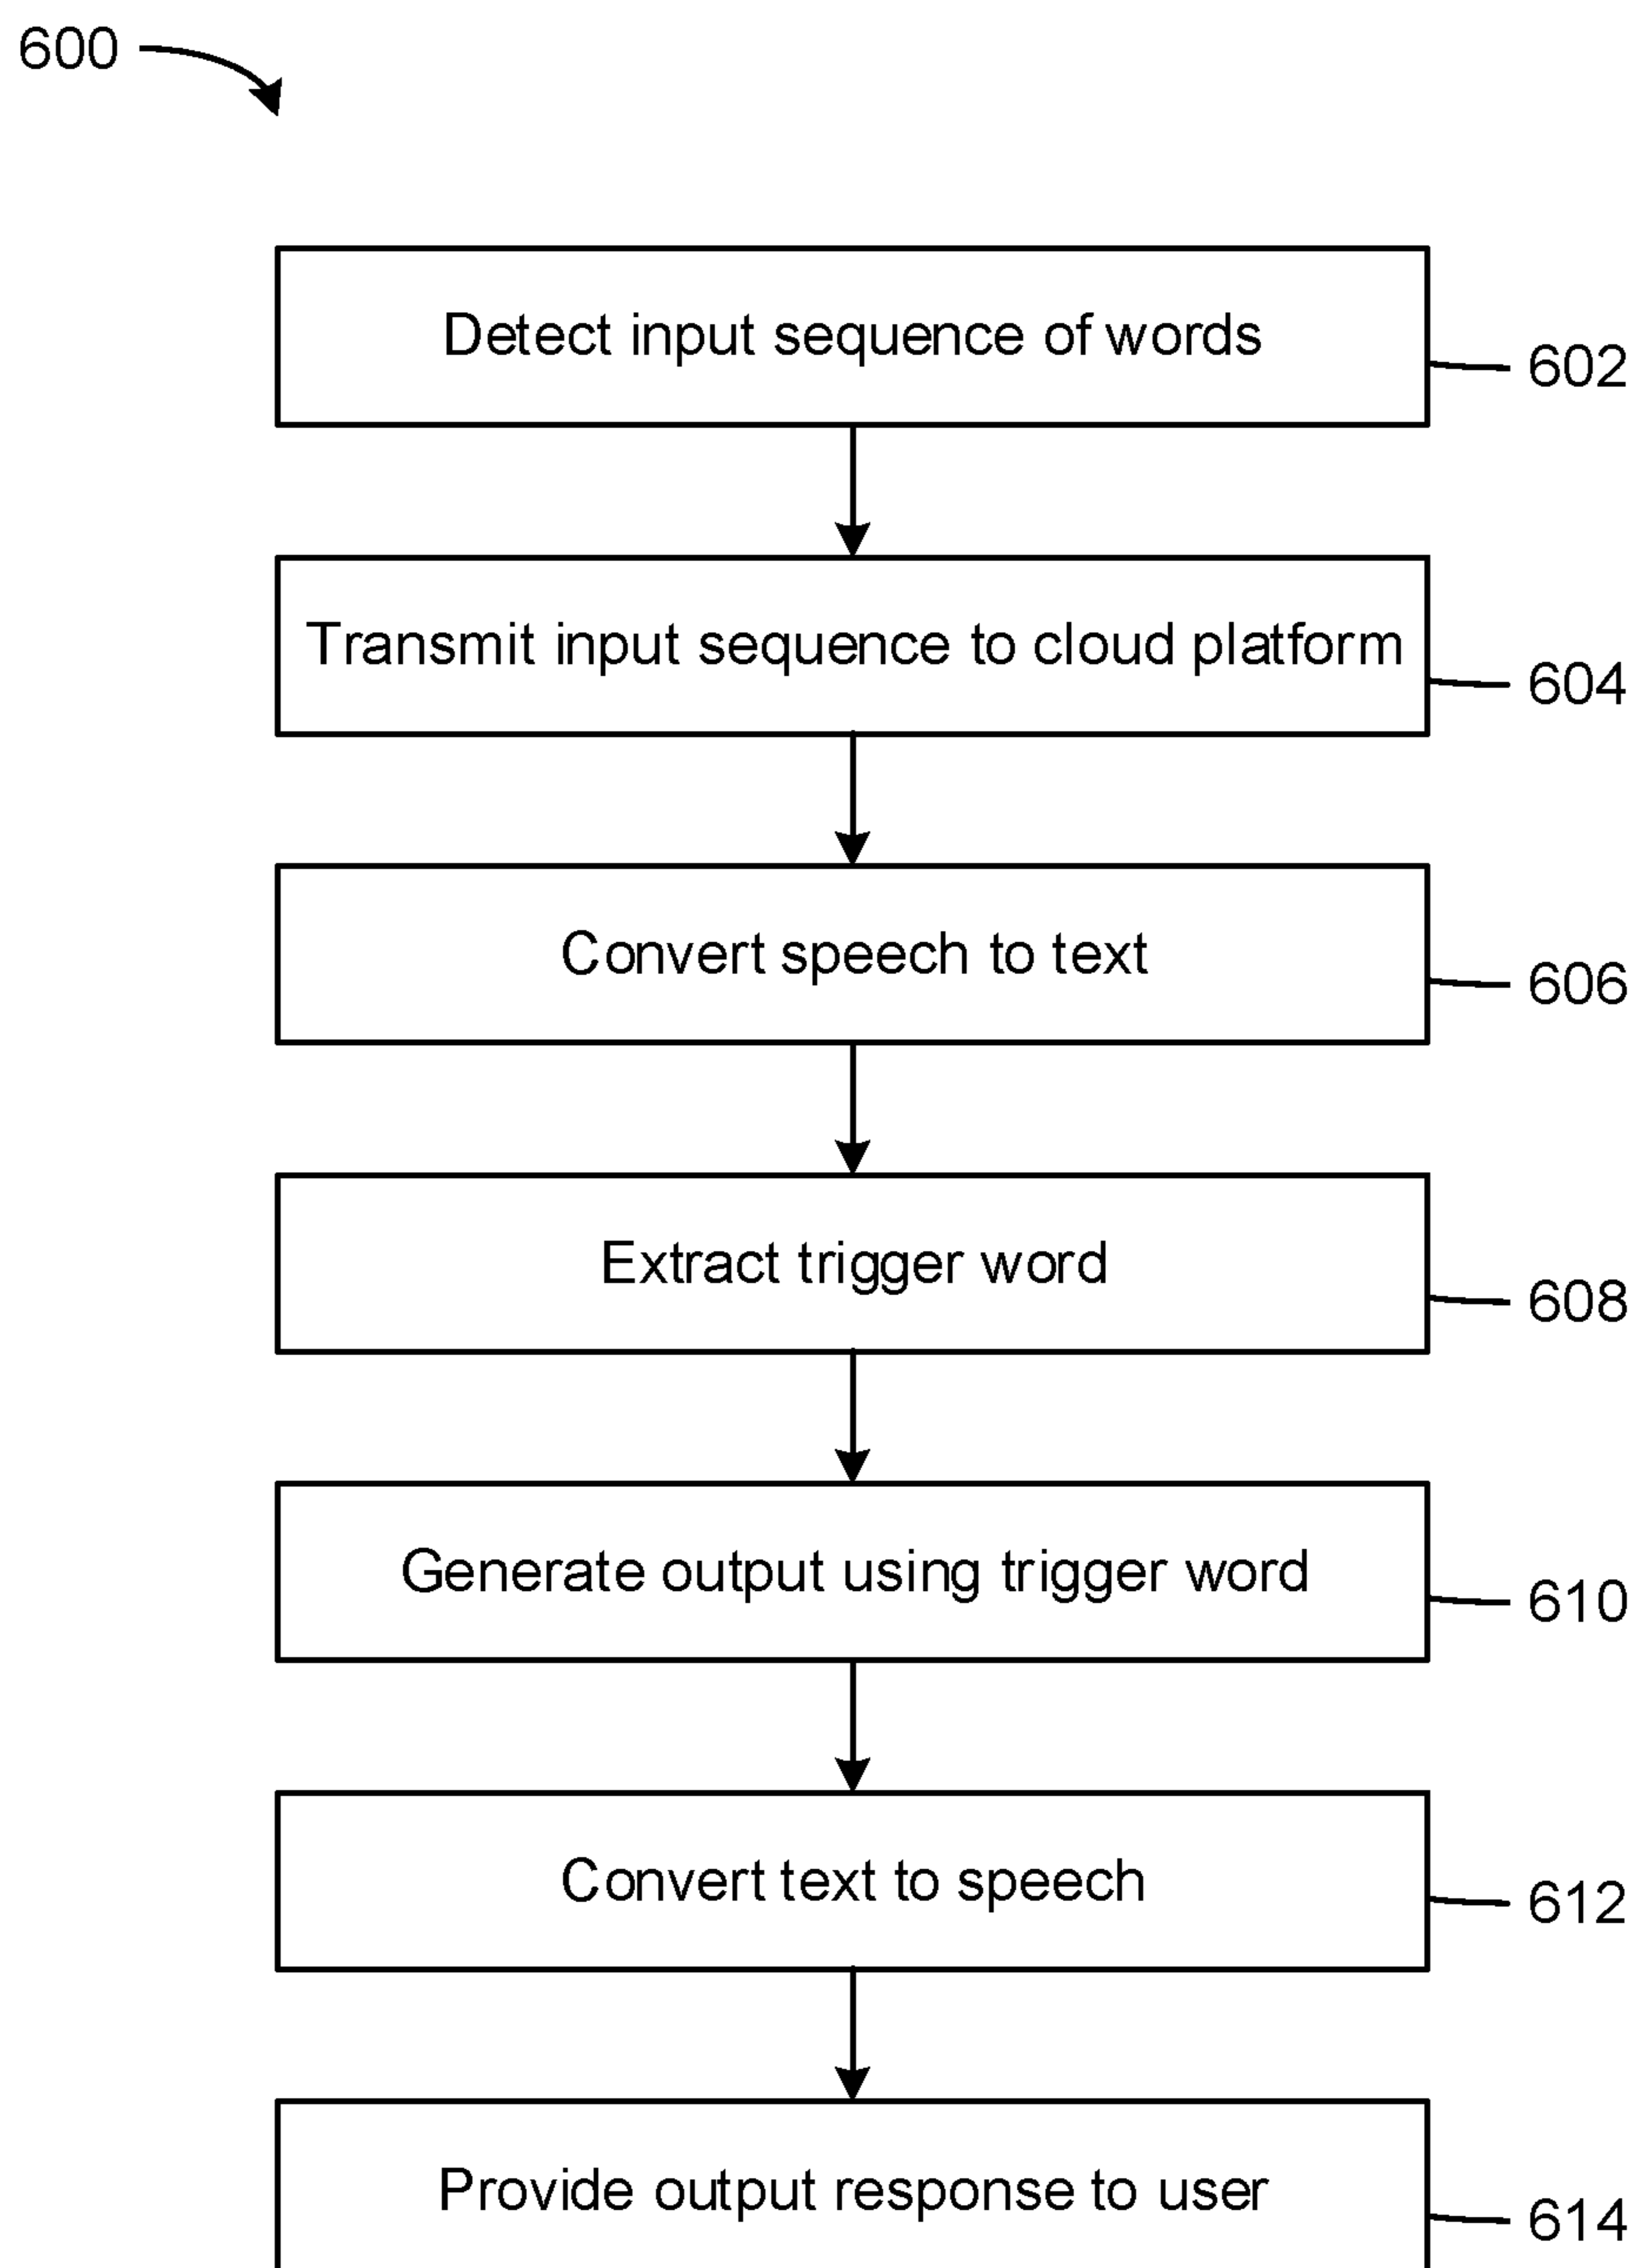 600
Detect input sequence of words
602
Transmit input sequence to cloud platform
604
Convert speech to text
606
Extract trigger word
608
Generate output using trigger word
610
Convert text to speech
612
Provide output response to user
614